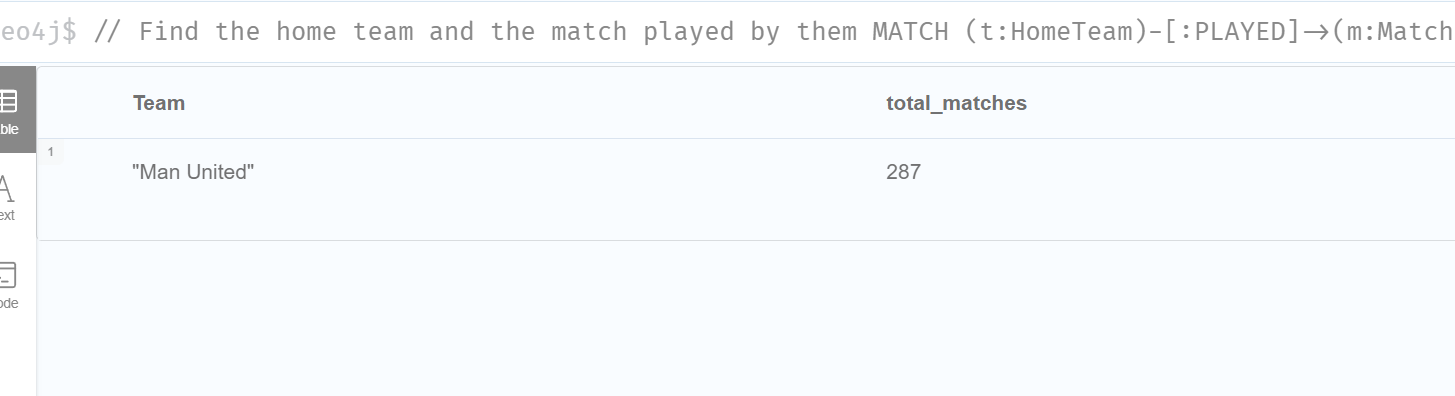 eo4j$ // Find the home team and the match played by them MATCH (t:HomeTeam)-[:PLAYED]->(m:Match
Team total_matches
ble
1
"Man United" 287
A
ext
ode